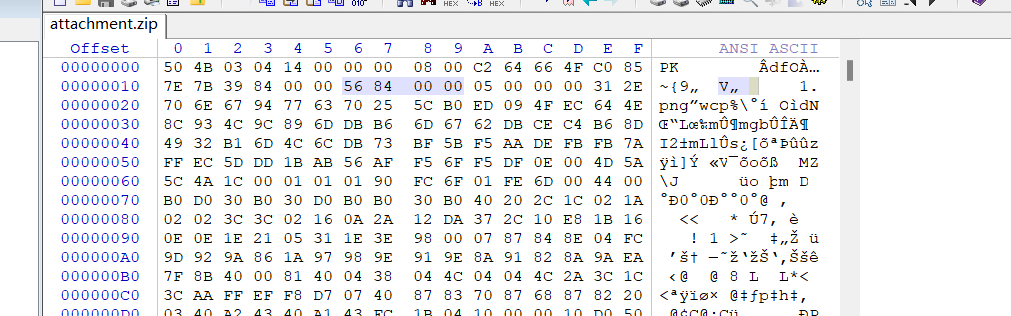 attachment.zip
Offset 0 1 2 3 4 5 6 7 8 9 A B C D E F ANSI ASCII
00000000 50 4B 03 04 14 00 00 00 08 00 C2 64 66 4F C0 85 PK ÂdfOÀ…
00000010 7E 7B 39 84 00 00 56 84 00 00 05 00 00 00 31 2E ~{9„ V„ 1.
00000020 70 6E 67 94 77 63 70 25 5C B0 ED 09 4F EC 64 4E png”wcp%\°í OìdN
00000030 8C 93 4C 9C 89 6D DB B6 6D 67 62 DB CE EC C4 B6 8D Œ“Lœ‰mÛ¶mgbÛÎÄ¶
00000040 49 32 B1 6D 4C 6C DB 73 BF 5B F5 AA DE FB FB 7A I2±mLlÛs¿[õªÞûûz
00000050 FF EC 5D DD 1B AB 56 AF F5 6F F5 DF 0E 00 4D 5A ÿì]Ý «V¯õoõß MZ
00000060 5C 4A 1C 00 01 01 01 90 FC 6F 01 FE 6D 00 44 00 \J üo þm D
00000070 B0 D0 30 B0 30 D0 B0 B0 30 B0 40 20 2C 1C 02 1A °Ð0°0Ð°°0°@ ,
00000080 02 02 3C 3C 02 16 0A 2A 12 DA 37 2C 10 E8 1B 16 << * Ú7, è
00000090 0E 0E 1E 21 05 31 1E 3E 98 00 07 87 84 8E 04 FC ! 1 >˜ ‡„Ž ü
000000A0 9D 92 9A 86 1A 97 98 9E 91 9E 8A 91 82 8A 9A EA ’š† —˜ž‘žŠ‘‚Ššê
000000B0 7F 8B 40 00 81 40 04 38 04 4C 04 04 4C 2A 3C 1C ‹@ @ 8 L L*<
000000C0 3C AA FF EF F8 D7 07 40 87 83 70 87 68 87 82 20 <ªÿïø× @‡ƒp‡h‡‚